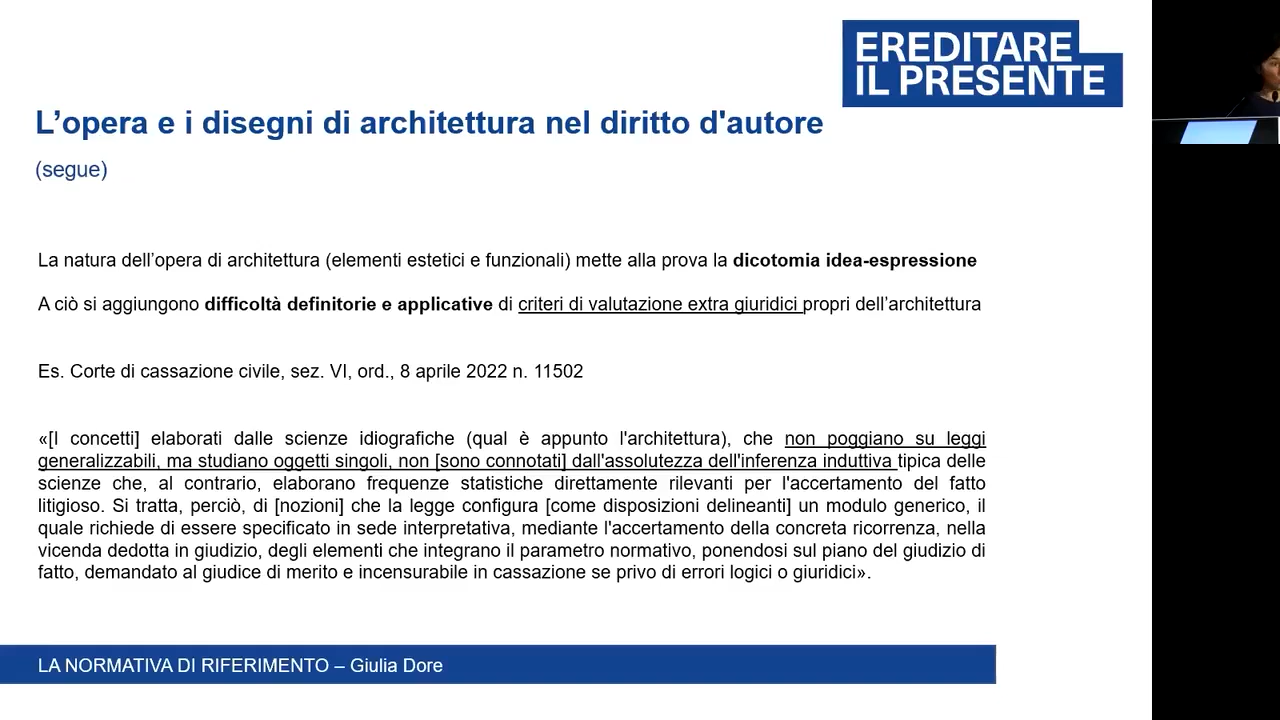 EREDITARE
IL PRESENTE
L’opera e i disegni di architettura nel diritto d'autore
(segue)
La natura dell’opera di architettura (elementi estetici e funzionali) mette alla prova la dicotomia idea-espressione
A ciò si aggiungono difficoltà definitorie e applicative di criteri di valutazione extra giuridici propri dell’architettura
Es. Corte di cassazione civile, sez. VI, ord., 8 aprile 2022 n. 11502
«[I concetti] elaborati dalle scienze idiografiche (qual è appunto l'architettura), che non poggiano su leggi
generalizzabili, ma studiano oggetti singoli, non [sono connotati] dall'assolutezza dell'inferenza induttiva tipica delle
scienze che, al contrario, elaborano frequenze statistiche direttamente rilevanti per l'accertamento del fatto
litigioso. Si tratta, perciò, di [nozioni] che la legge configura [come disposizioni delineanti] un modulo generico, il
quale richiede di essere specificato in sede interpretativa, mediante l'accertamento della concreta ricorrenza, nella
vicenda dedotta in giudizio, degli elementi che integrano il parametro normativo, ponendosi sul piano del giudizio di
fatto, demandato al giudice di merito e incensurabile in cassazione se privo di errori logici o giuridici».
LA NORMATIVA DI RIFERIMENTO – Giulia Dore